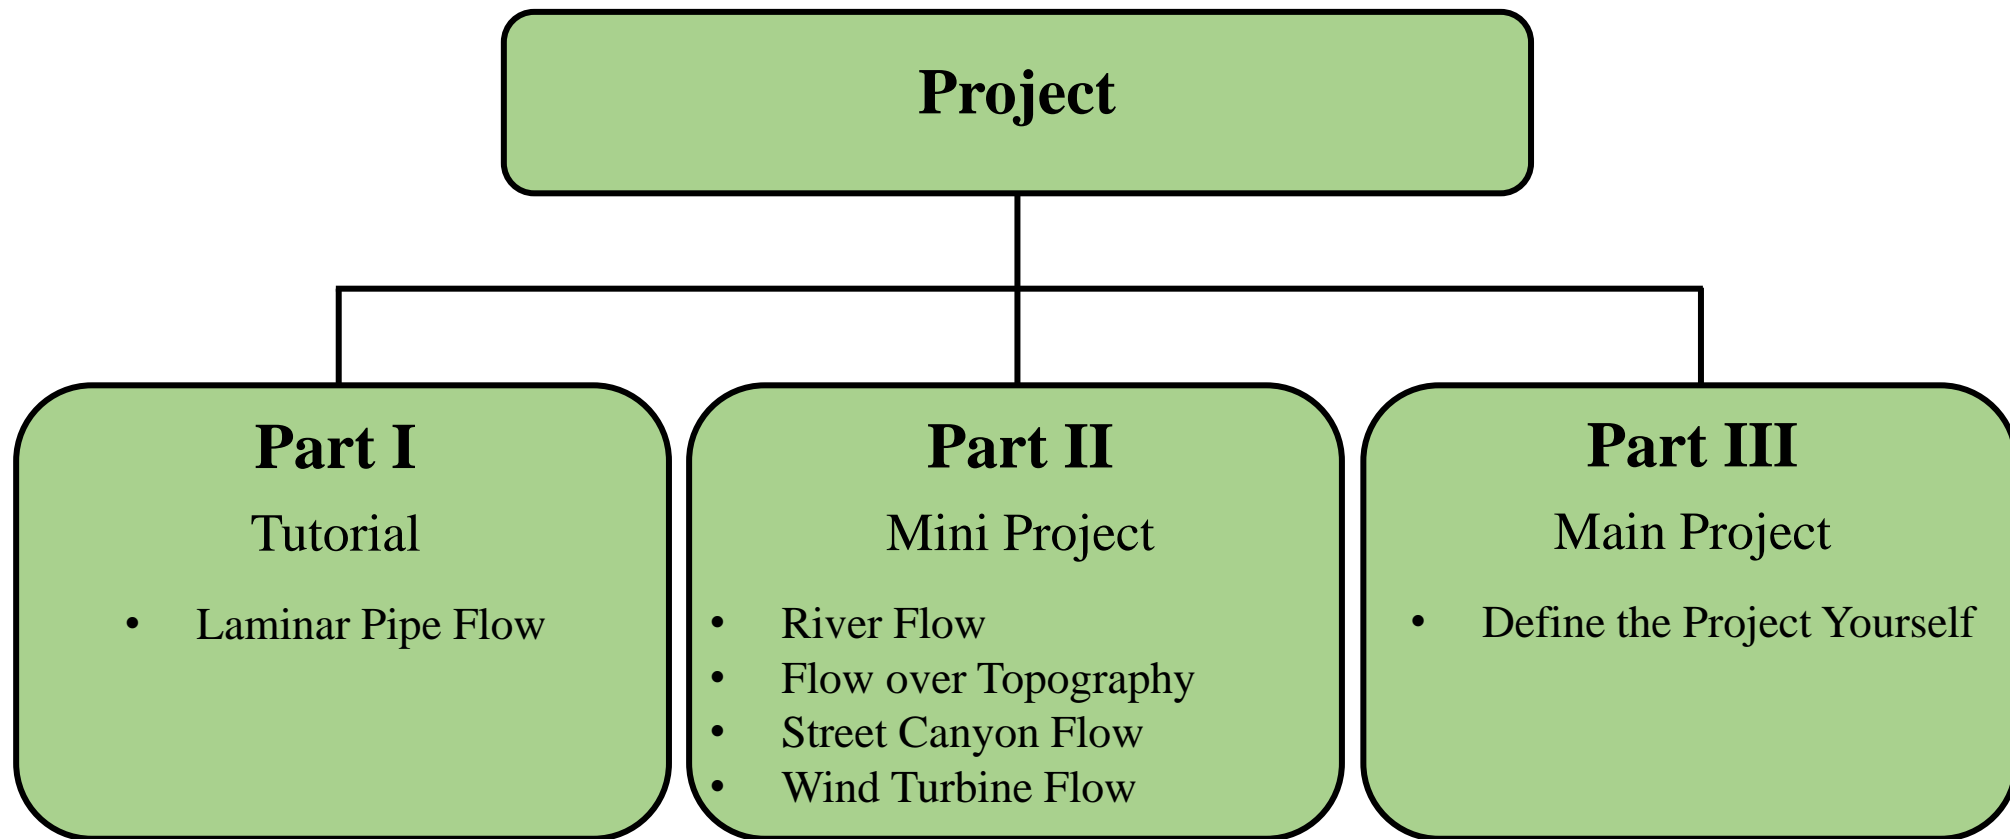 Project
Part I
Tutorial
• Laminar Pipe Flow
Part II
Mini Project
• River Flow
• Flow over Topography
• Street Canyon Flow
• Wind Turbine Flow
Part III
Main Project
• Define the Project Yourself